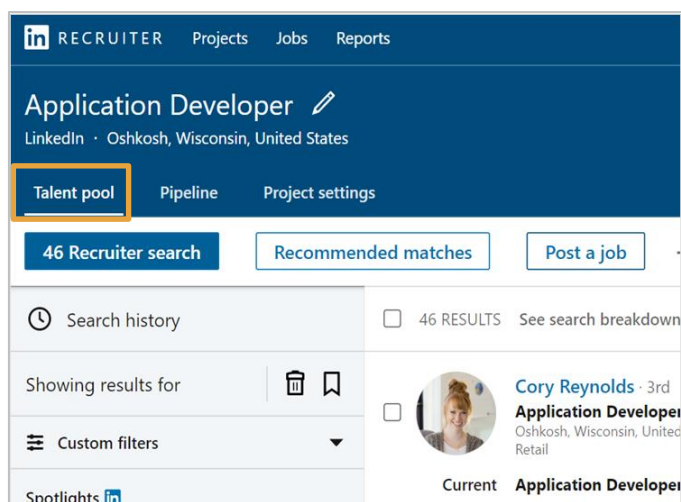 in RECRUITER Projects Jobs Reports
Application Developer
LinkedIn · Oshkosh, Wisconsin, United States
Talent pool Pipeline Project settings
46 Recruiter search Recommended matches Post a job
Search history
46 RESULTS See search breakdown
Showing results for
Cory Reynolds · 3rd
Application Developer
Oshkosh, Wisconsin, United
Retail
Custom filters
Current Application Developer
Spotlights in